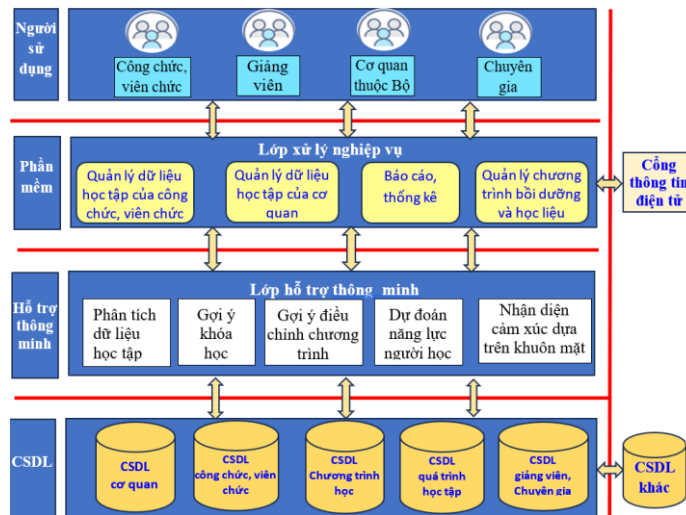 Người
sử
dụng
Công chức,
viên chức
Giảng
viên
Cơ quan
thuộc Bộ
Chuyên
gia
Phần
mềm
Lớp xử lý nghiệp vụ
Quản lý dữ liệu
học tập của công
chức, viên chức
Quản lý dữ liệu
học tập của cơ
quan
Báo cáo,
thống kê
Quản lý chương
trình bồi dưỡng
và học liệu
Cổng
thông tin
điện tử
Hỗ trợ
thông
minh
Lớp hỗ trợ thông minh
Phân tích
dữ liệu
học tập
Gợi ý
khóa
học
Gợi ý điều
chỉnh chương
trình
Dự đoán
năng lực
người học
Nhận diện
cảm xúc dựa
trên khuôn mặt
CSDL
CSDL
cơ quan
CSDL
công chức, viên
chức
CSDL
Chương trình
học
CSDL
quá trình
học tập
CSDL
giảng viên,
Chuyên gia
CSDL
khác